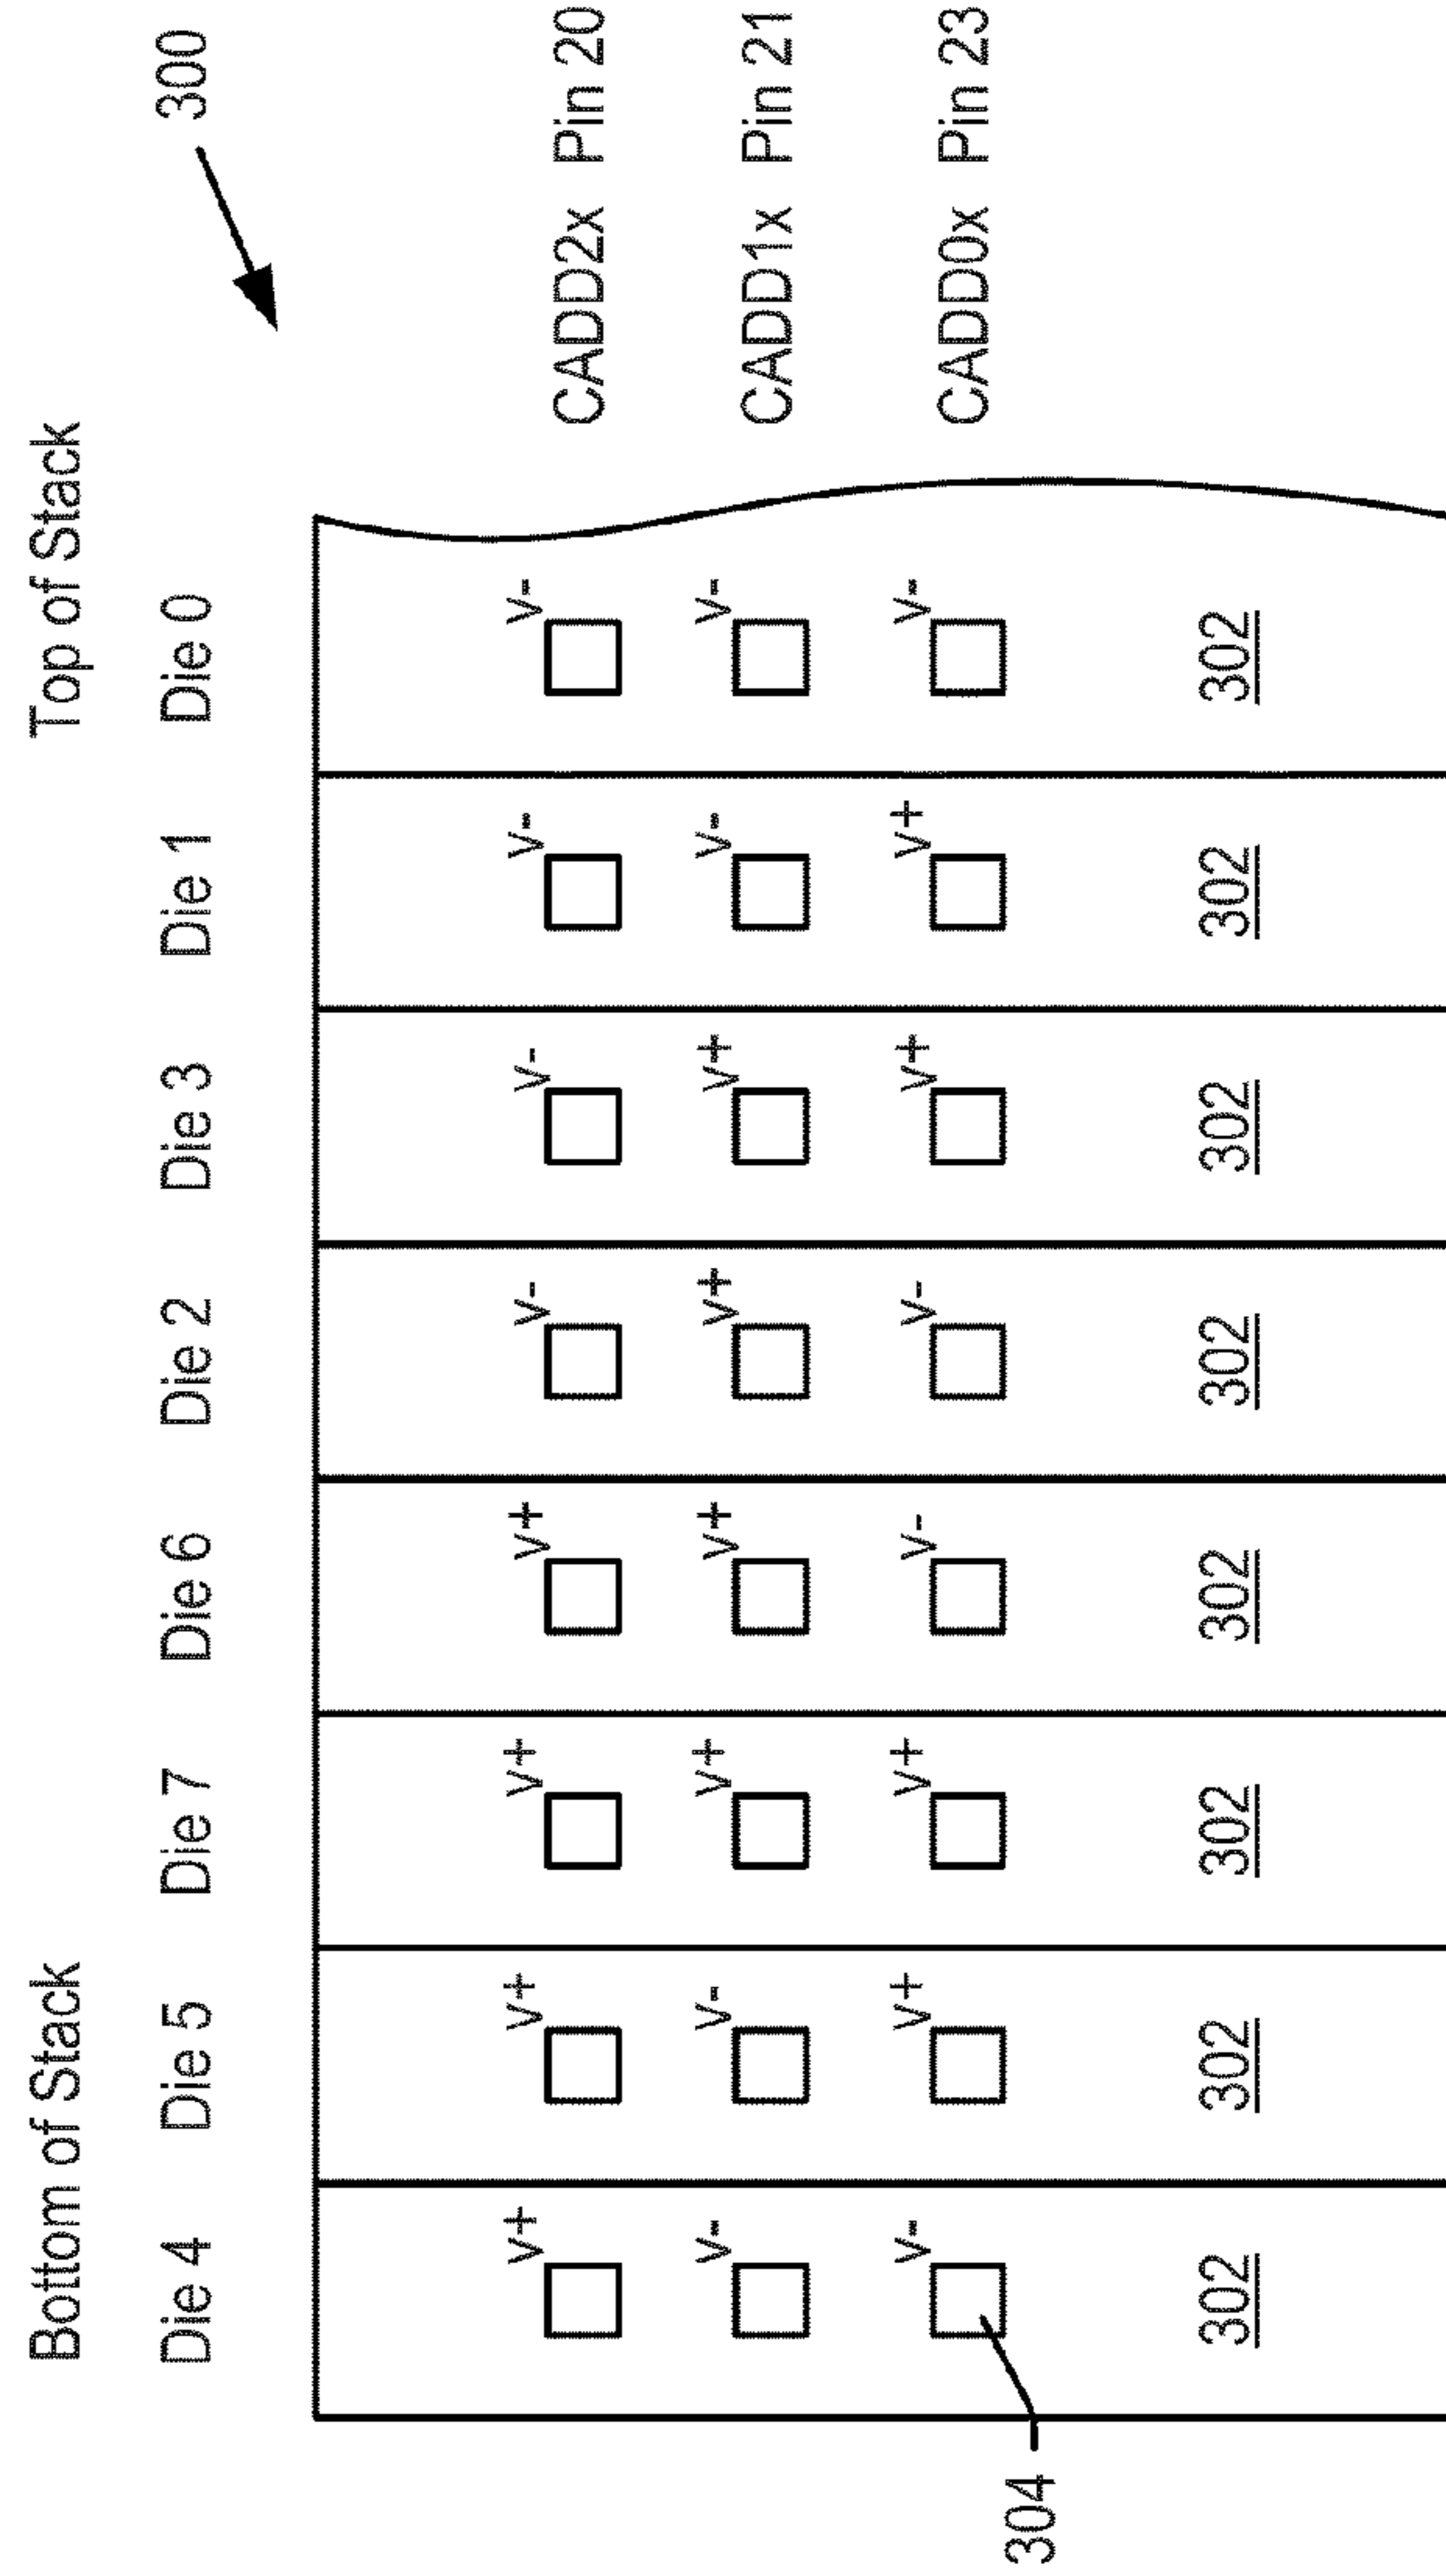 Bottom of Stack Top of Stack
Die 4 Die 5 Die 7 Die 6 Die 2 Die 3 Die 1 Die 0 300
v+ v+ v+ v+ v- v- v- v-
CADD2x Pin 20
v- v- v+ v+ v+ v+ v- v-
CADD1x Pin 21
v- v+ v+ v- v- v+ v+ v-
CADD0x Pin 23
304
302 302 302 302 302 302 302 302